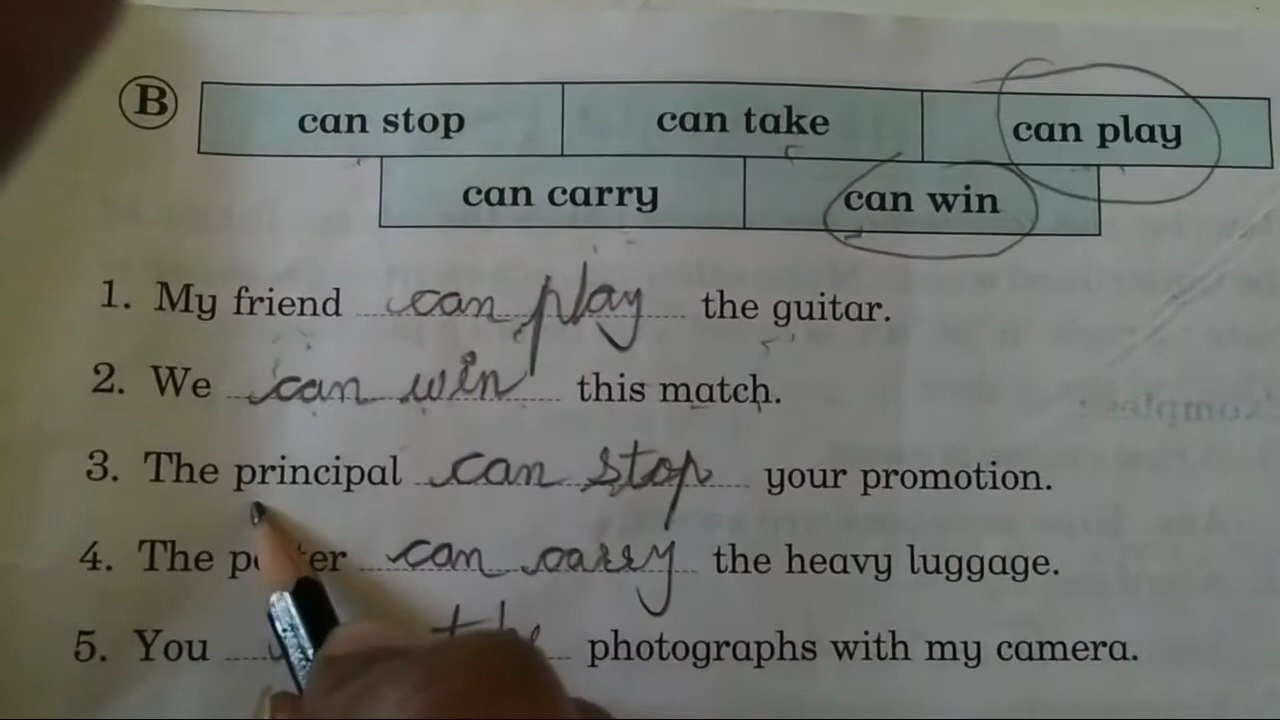 B can stop can take can play
can carry can win
1. My friend can play the guitar.
2. We can win this match.
3. The principal can stop your promotion.
4. The can carry the heavy luggage.
5. You photographs with my camera.